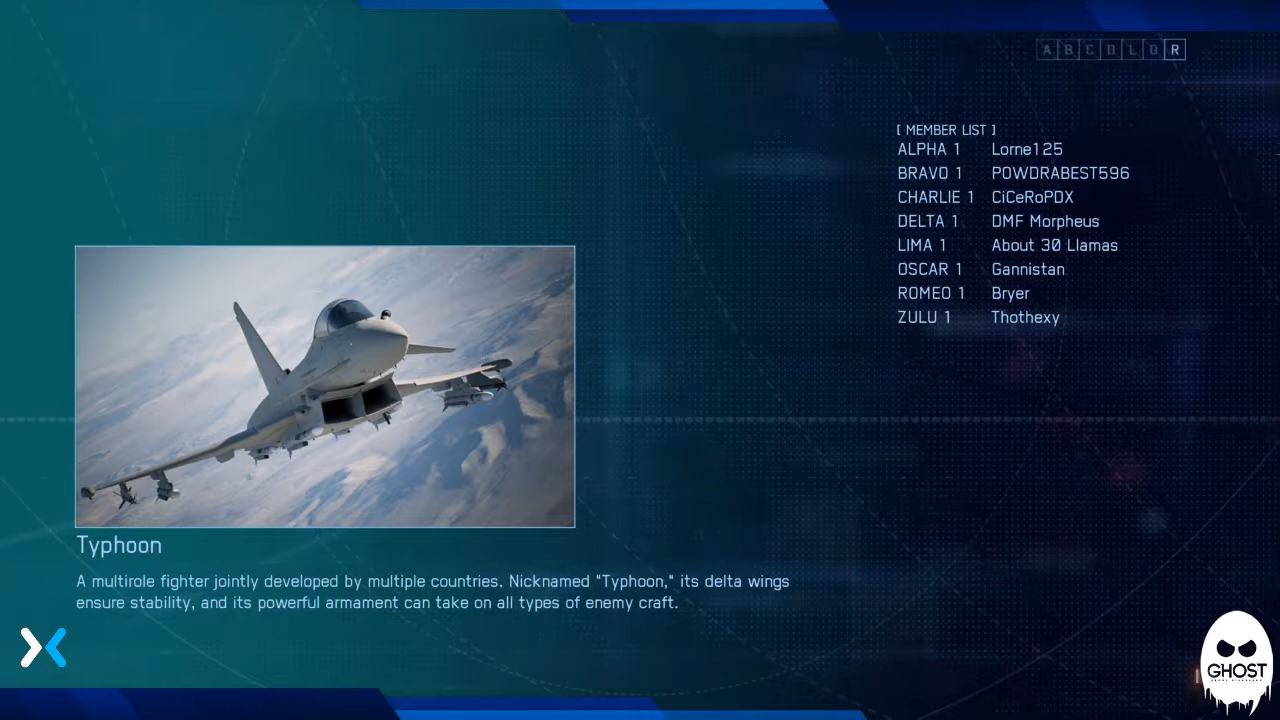 A B C D L O R
[ MEMBER LIST ]
ALPHA 1 Lorne125
BRAVO 1 POWDRABEST596
CHARLIE 1 CiCeRoPDX
DELTA 1 DMF Morpheus
LIMA 1 About 30 Llamas
OSCAR 1 Gannistan
ROMEO 1 Bryer
ZULU 1 Thothexy
Typhoon
A multirole fighter jointly developed by multiple countries. Nicknamed "Typhoon," its delta wings
ensure stability, and its powerful armament can take on all types of enemy craft.
GHOST